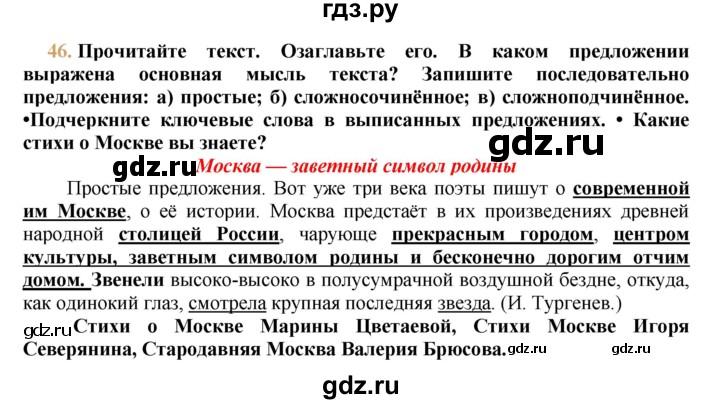 гдз.ру
46. Прочитайте текст. Озаглавьте его. В каком предложении
выражена основная мысль текста? Запишите последовательно
предложения: а) простые; б) сложносочинённое; в) сложноподчинённое.
•Подчеркните ключевые слова в выписанных предложениях. • Какие
стихи о Москве вы знаете?
gdz.ru
gdz.ru
Москва — заветный символ родины
Простые предложения. Вот уже три века поэты пишут о современной
им Москве, о её истории. Москва предстаёт в их произведениях древней
народной столицей России, чарующе прекрасным городом, центром
культуры, заветным символом родины и бесконечно дорогим отчим
домом. Звенели высоко-высоко в полусумрачной воздушной бездне, откуда,
как одинокий глаз, смотрела крупная последняя звезда. (И. Тургенев.)
Стихи о Москве Марины Цветаевой, Стихи Москве Игоря
Северянина, Стародавняя Москва Валерия Брюсова.
gdz.ru
gdz.ru
gdz.ru
gdz.ru